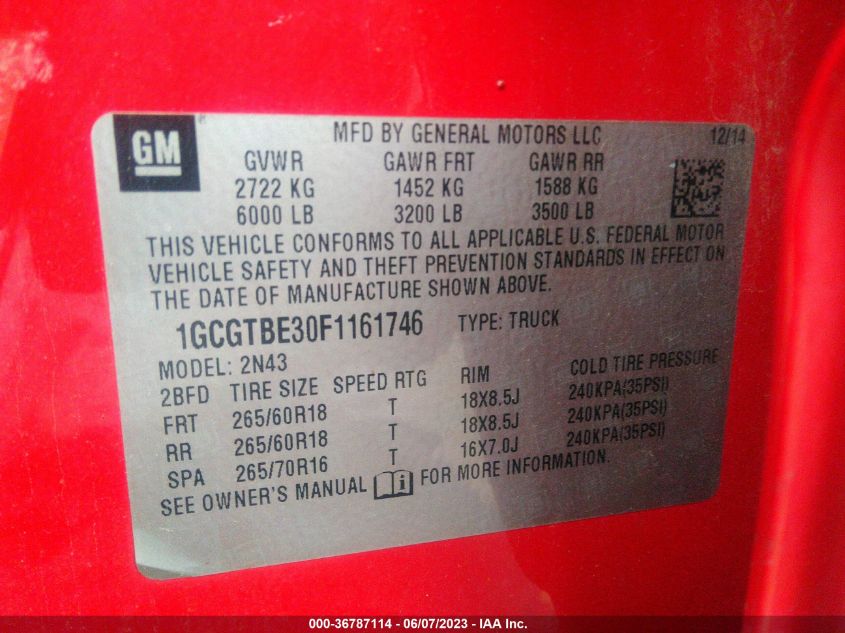 GM® MFD BY GENERAL MOTORS LLC 12/14
GVWR GAWR FRT GAWR RR
2722 KG 1452 KG 1588 KG
6000 LB 3200 LB 3500 LB
THIS VEHICLE CONFORMS TO ALL APPLICABLE U.S. FEDERAL MOTOR
VEHICLE SAFETY AND THEFT PREVENTION STANDARDS IN EFFECT ON
THE DATE OF MANUFACTURE SHOWN ABOVE.
1GCGTBE30F1161746 TYPE: TRUCK
MODEL: 2N43
2BFD TIRE SIZE SPEED RTG RIM COLD TIRE PRESSURE
FRT 265/60R18 T 18X8.5J 240KPA(35PSI)
RR 265/60R18 T 18X8.5J 240KPA(35PSI)
SPA 265/70R16 T 16X7.0J 240KPA(35PSI)
SEE OWNER'S MANUAL FOR MORE INFORMATION.
000-36787114 - 06/07/2023 - IAA Inc.